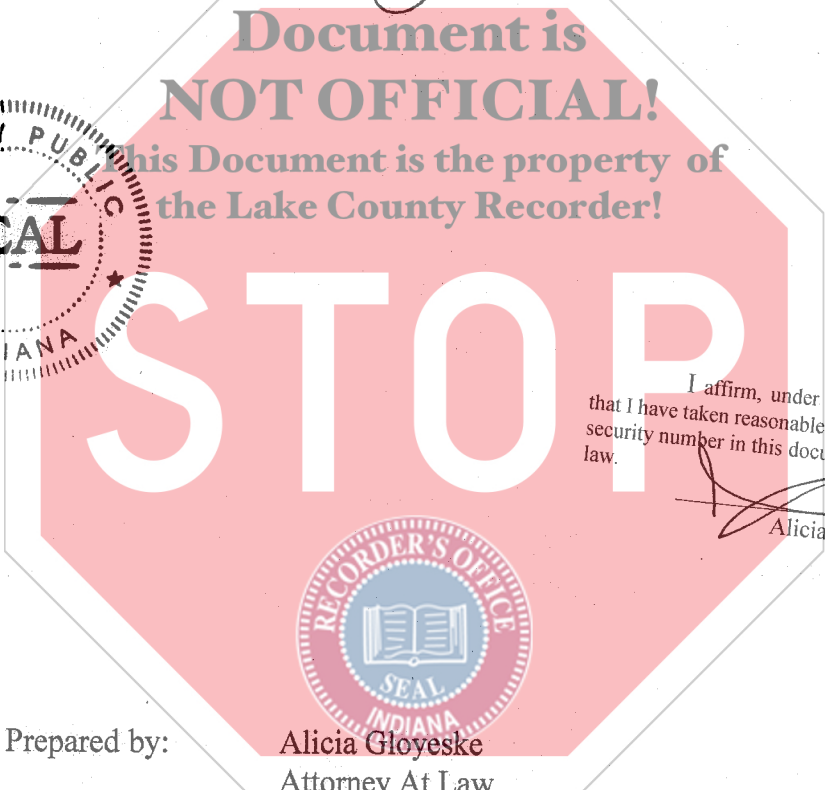 Document is
NOT OFFICIAL!
This Document is the property of
the Lake County Recorder!
PUBLIC
INDIANA
STOP
I affirm, under
that I have taken reasonable
security number in this
law.
Alicia
RECORDER'S OFFICE
SEAL
INDIANA
Prepared by: Alicia Gloyeske
Attorney At Law